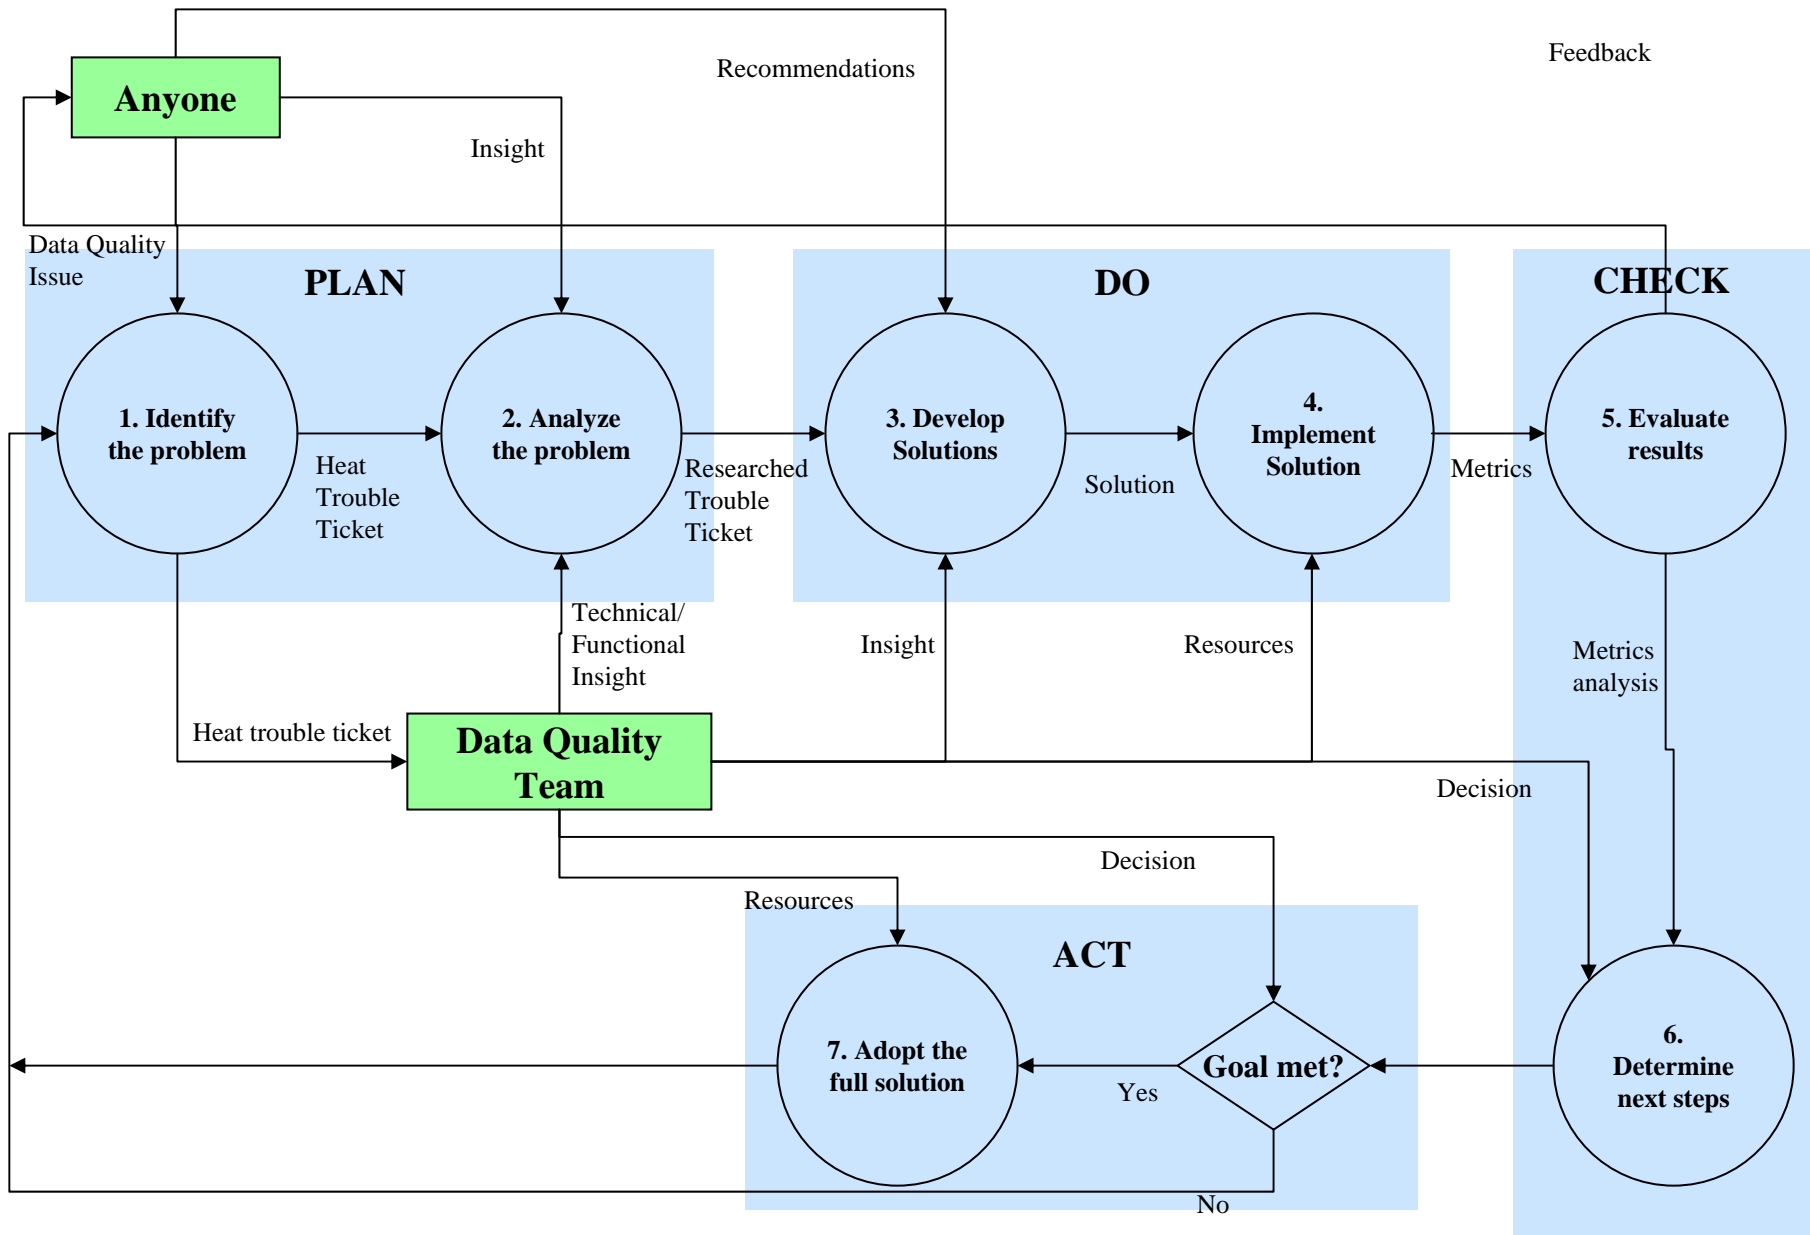 Feedback
Recommendations
Anyone
Insight
Data Quality
Issue
PLAN
DO
CHECK
1. Identify
the problem
2. Analyze
the problem
3. Develop
Solutions
4.
Implement
Solution
5. Evaluate
results
Heat
Trouble
Ticket
Researched
Trouble
Ticket
Solution
Metrics
Technical/
Functional
Insight
Insight
Resources
Metrics
analysis
Heat trouble ticket
Data Quality
Team
Decision
Decision
Resources
ACT
7. Adopt the
full solution
Goal met?
Yes
No
6.
Determine
next steps